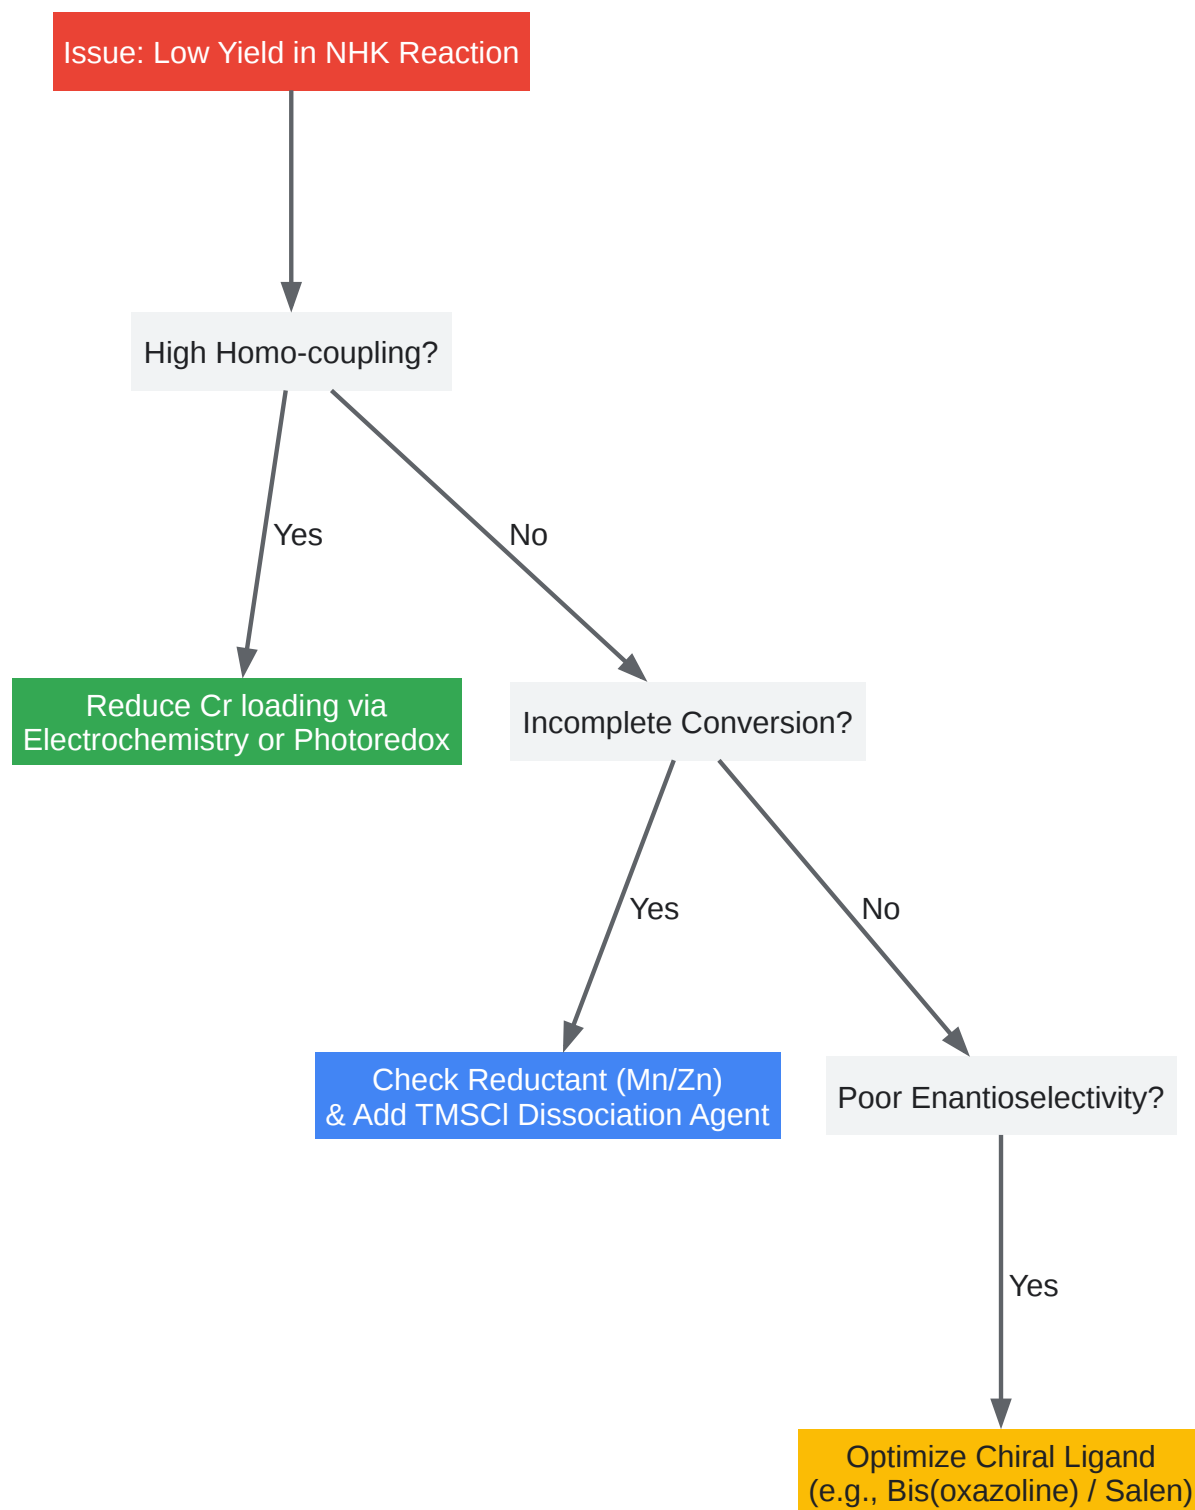 Issue: Low Yield in NHK Reaction
High Homo-coupling?
Yes
No
Reduce Cr loading via
Electrochemistry or Photoredox
Incomplete Conversion?
Yes
No
Check Reductant (Mn/Zn)
& Add TMSCl Dissociation Agent
Poor Enantioselectivity?
Yes
Optimize Chiral Ligand
(e.g., Bis(oxazoline) / Salen)